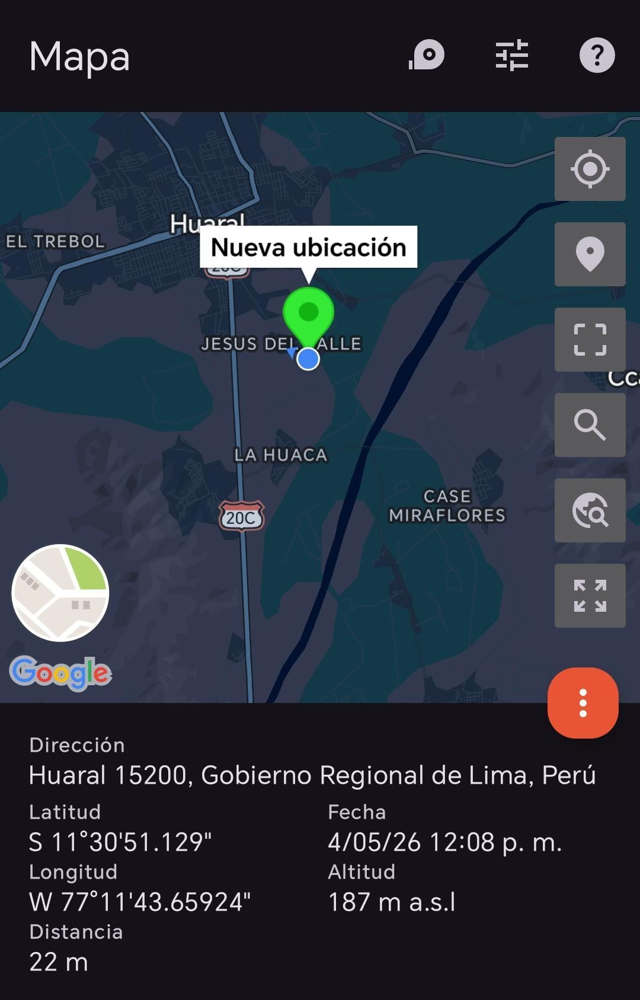 Mapa
Huaral
EL TREBOL
Nueva ubicación
20C
JESUS DEL VALLE
LA HUACA
20C
CASE
MIRAFLORES
Google
Dirección
Huaral 15200, Gobierno Regional de Lima, Perú
Latitud
Fecha
S 11°30'51.129"
4/05/26 12:08 p. m.
Longitud
Altitud
W 77°11'43.65924"
187 m a.s.l
Distancia
22 m